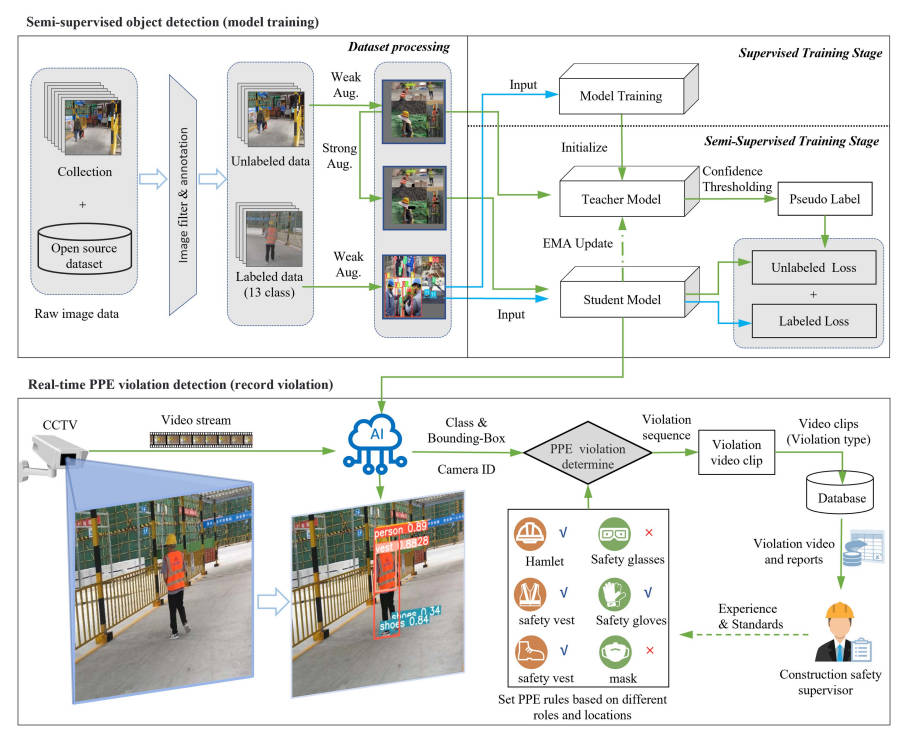 Semi-supervised object detection (model training)
Dataset processing
Supervised Training Stage
Collection
+
Open source
dataset
Raw image data
Image filter & annotation
Unlabeled data
Labeled data
(13 class)
Weak
Aug.
Strong
Aug.
Weak
Aug.
Input
Model Training
Initialize
Semi-Supervised Training Stage
Teacher Model
Confidence
Thresholding
Pseudo Label
EMA Update
Student Model
Input
Unlabeled Loss
+
Labeled Loss
Real-time PPE violation detection (record violation)
CCTV
Video stream
AI
Class &
Bounding-Box
Camera ID
PPE violation
determine
Violation
sequence
Violation
video clip
Video clips
(Violation type)
Database
Violation video
and reports
Experience
& Standards
Construction safety
supervisor
person 0.89
vest 0.8828
shoes 0.34
shoes 0.84
Hamlet
√
Safety glasses
×
safety vest
√
Safety gloves
√
safety vest
√
mask
×
Set PPE rules based on different
roles and locations